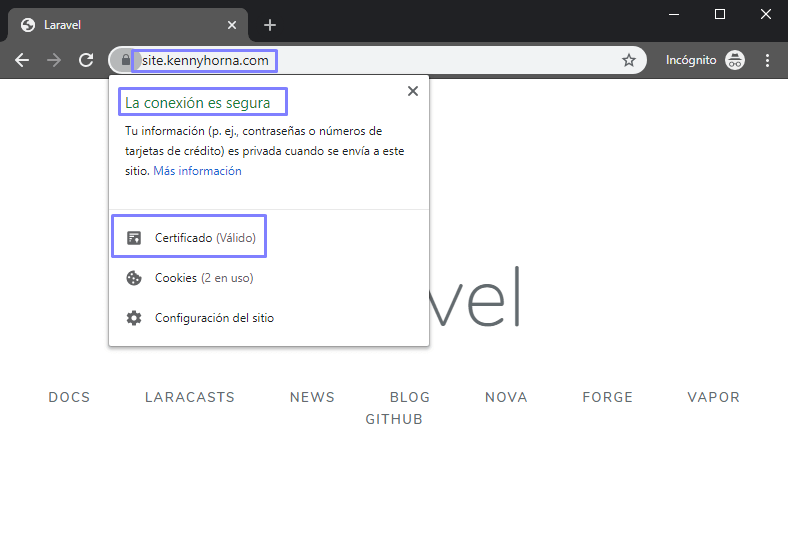 Laravel
site.kennyhorna.com
Incógnito
La conexión es segura
Tu información (p. ej., contraseñas o números de
tarjetas de crédito) es privada cuando se envía a este
sitio. Más información
Certificado (Válido)
Cookies (2 en uso)
Configuración del sitio
vel
DOCS LARACASTS NEWS BLOG NOVA FORGE VAPOR
GITHUB